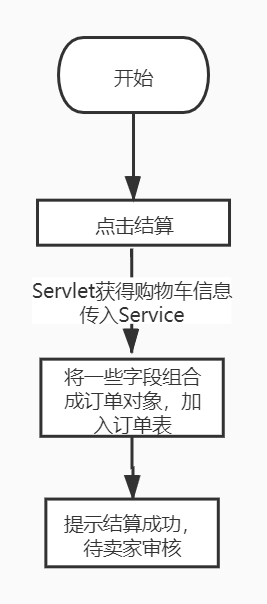 开始
点击结算
Servlet获得购物车信息
传入Service
将一些字段组合
成订单对象，加
入订单表
提示结算成功，
待卖家审核